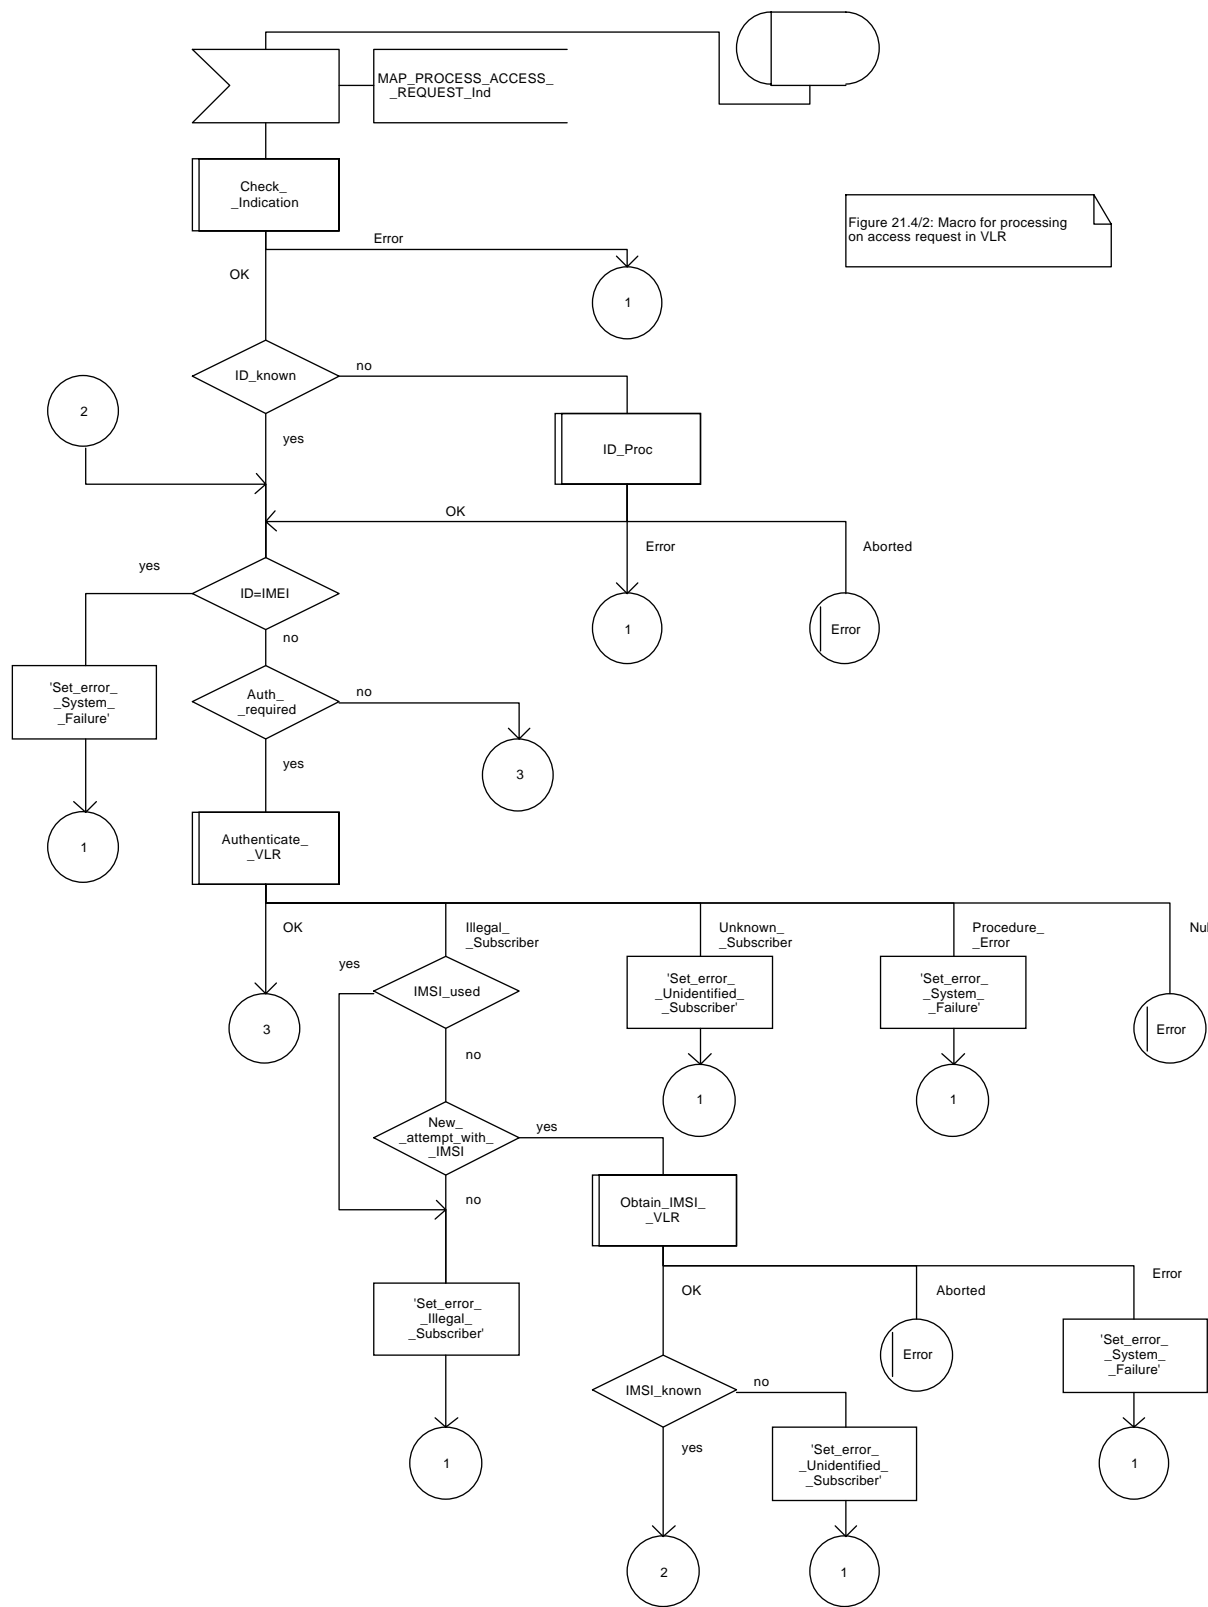 MAP_PROCESS_ACCESS_
_REQUEST_Ind
Check_
_Indication
Figure 21.4/2: Macro for processing
on access request in VLR
Error
OK
1
ID_known
no
2
yes
ID_Proc
OK
Error
Aborted
yes
ID=IMEI
1
Error
no
'Set_error_
_System_
_Failure'
Auth_
_required
no
yes
3
1
Authenticate_
_VLR
OK
Illegal_
_Subscriber
Unknown_
_Subscriber
Procedure_
_Error
Nul
yes
IMSI_used
'Set_error_
_Unidentified_
_Subscriber'
'Set_error_
_System_
_Failure'
3
Error
no
1
1
New_
_attempt_with_
_IMSI
yes
no
Obtain_IMSI_
_VLR
OK
Aborted
Error
'Set_error_
_Illegal_
_Subscriber'
Error
'Set_error_
_System_
_Failure'
IMSI_known
no
yes
1
'Set_error_
_Unidentified_
_Subscriber'
1
2
1